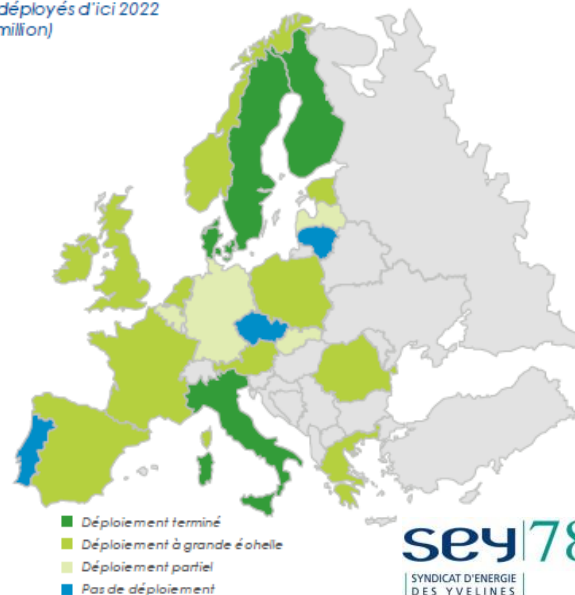 déployés d'ici 2022
million)
Déploiement terminé
Déploiement à grande échelle
Déploiement partiel
Pas de déploiement
sey 78
SYNDICAT D'ENERGIE
DES YVELINES